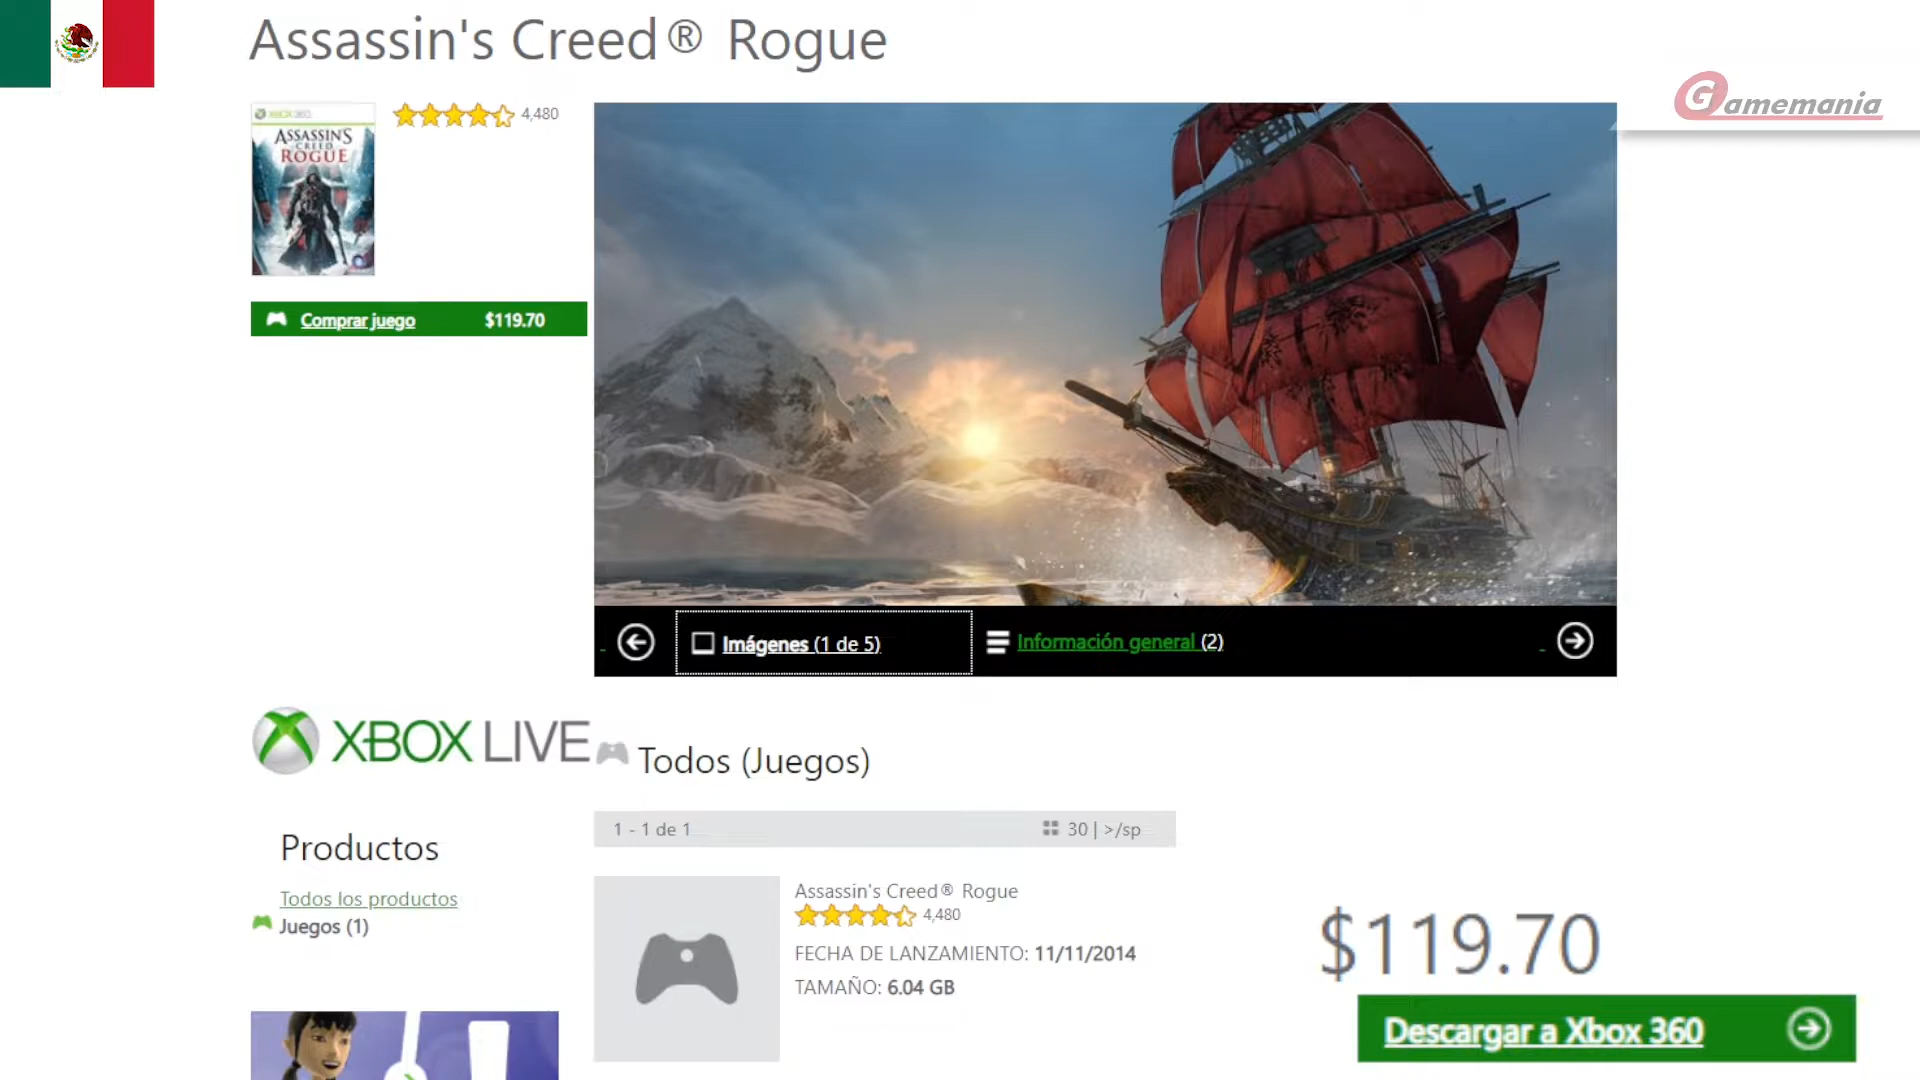 Assassin's Creed® Rogue
Gamemania
XBOX 360
ASSASSIN'S
CREED
ROGUE
4,480
Comprar juego $119.70
Imágenes (1 de 5) Información general (2)
XBOX LIVE
Todos (Juegos)
1 - 1 de 1 30 | >/sp
Productos
Todos los productos
Juegos (1)
Assassin's Creed® Rogue
4,480
FECHA DE LANZAMIENTO: 11/11/2014
TAMAÑO: 6.04 GB
$119.70
Descargar a Xbox 360